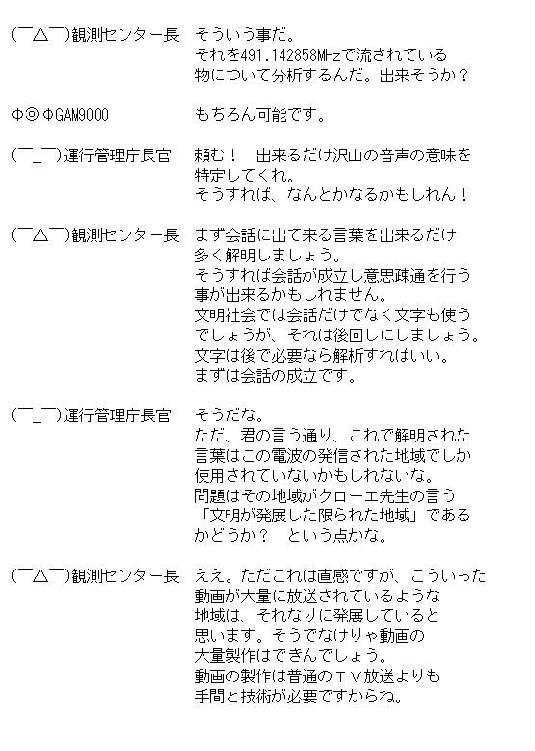 (￣△￣)観測センター長　そういう事だ。
それを491.142858MHzで流されている
物について分析するんだ。出来そうか？
Φ◎ΦGAM9000　もちろん可能です。
(￣_￣)運行管理庁長官　頼む！　出来るだけ沢山の音声の意味を
特定してくれ。
そうすれば、なんとかなるかもしれん！
(￣△￣)観測センター長　まず会話に出て来る言葉を出来るだけ
多く解明しましょう。
そうすれば会話が成立し意思疎通を行う
事が出来るかもしれません。
文明社会では会話だけでなく文字も使う
でしょうが、それは後回しにしましょう。
文字は後で必要なら解析すればいい。
まずは会話の成立です。
(￣_￣)運行管理庁長官　そうだな。
ただ、君の言う通り、これで解明された
言葉はこの電波の発信された地域でしか
使用されていないかもしれないな。
問題はその地域がクローエ先生の言う
「文明が発展した限られた地域」である
かどうか？　という点かな。
(￣△￣)観測センター長　ええ。ただこれは直感ですが、こういった
動画が大量に放送されているような
地域は、それなりに発展していると
思います。そうでなけりゃ動画の
大量製作はできんでしょう。
動画の製作は普通のＴＶ放送よりも
手間と技術が必要ですからね。